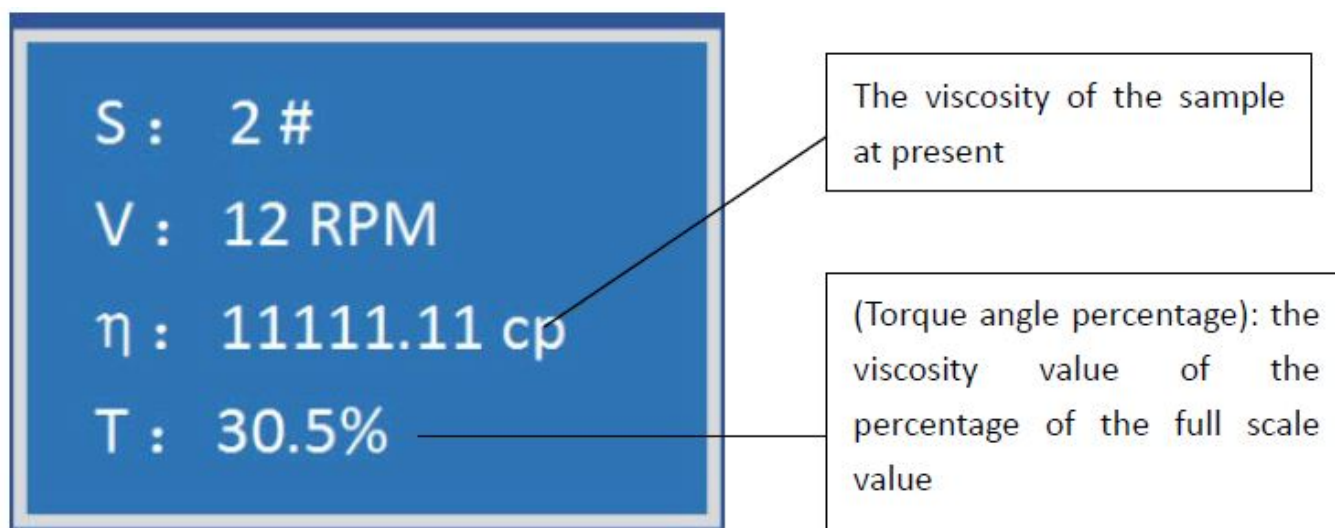 S： 2 #
V： 12 RPM
η： 11111.11 cp
T： 30.5%
The viscosity of the sample
at present
(Torque angle percentage): the
viscosity value of the
percentage of the full scale
value